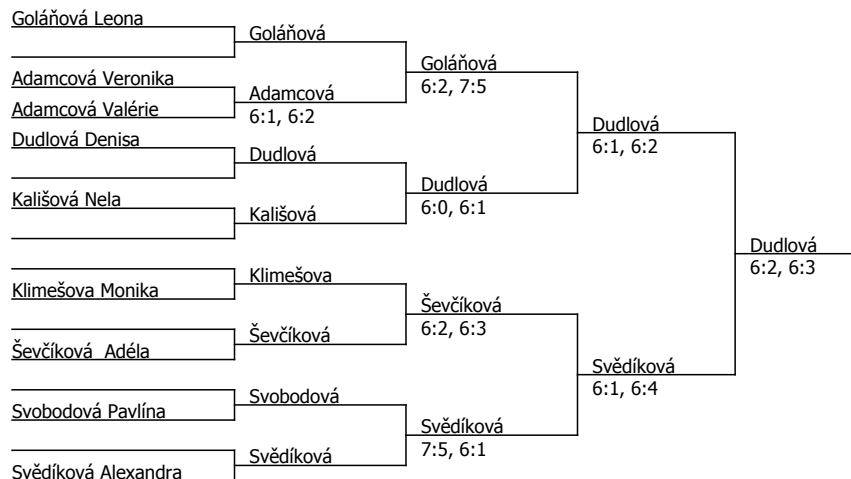 Goláňová Leona
Goláňová
Goláňová
6:2, 7:5
Adamcová Veronika
Adamcová
6:1, 6:2
Adamcová Valérie
Dudlová
6:1, 6:2
Dudlová Denisa
Dudlová
Dudlová
6:0, 6:1
Kališová Nela
Kališová
Dudlová
6:2, 6:3
Klimešova
Klimešova Monika
Ševčíková
6:2, 6:3
Ševčíková
Ševčíková  Adéla
Svědíková
6:1, 6:4
Svobodová
Svobodová Pavlína
Svědíková
7:5, 6:1
Svědíková
Svědíková Alexandra